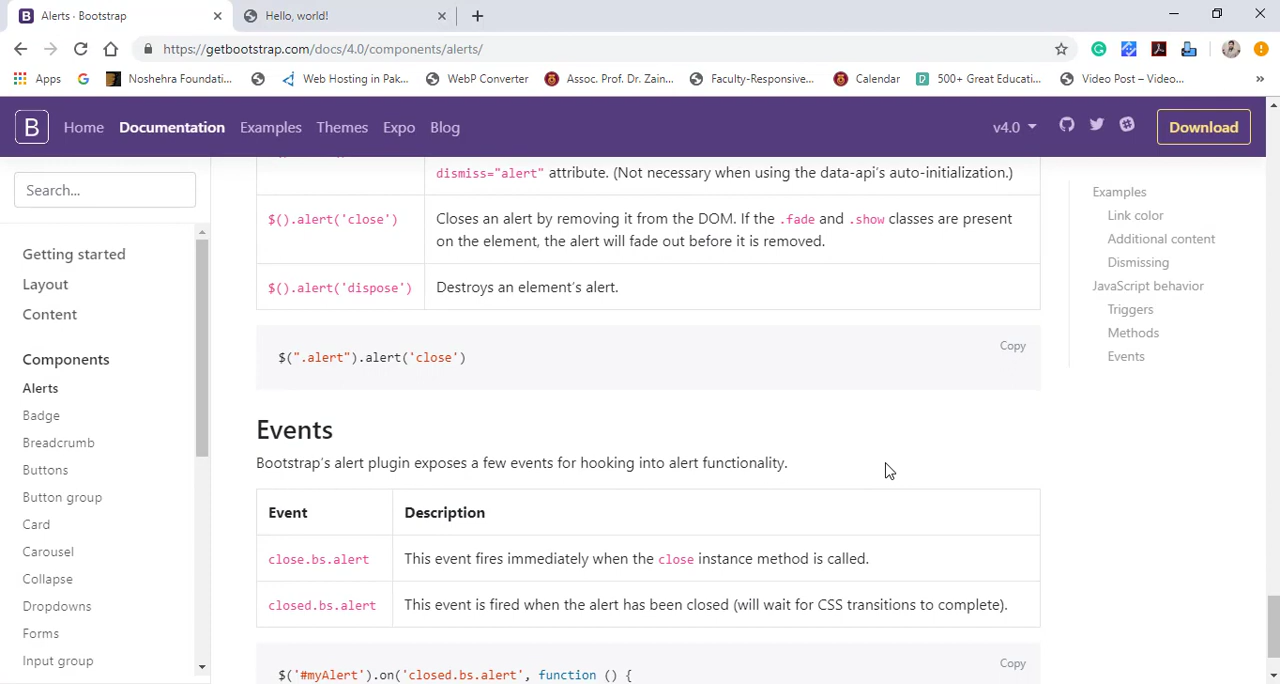 Alerts · Bootstrap
Hello, world!
https://getbootstrap.com/docs/4.0/components/alerts/
Apps
Noshehra Foundati...
Web Hosting in Pak...
WebP Converter
Assoc. Prof. Dr. Zain...
Faculty-Responsive...
Calendar
500+ Great Educati...
Video Post – Video...
»
B Home Documentation Examples Themes Expo Blog v4.0 Download
Search...
Getting started
Layout
Content
Components
Alerts
Badge
Breadcrumb
Buttons
Button group
Card
Carousel
Collapse
Dropdowns
Forms
Input group
dismiss="alert" attribute. (Not necessary when using the data-api's auto-initialization.)
$().alert('close') Closes an alert by removing it from the DOM. If the .fade and .show classes are present
on the element, the alert will fade out before it is removed.
$().alert('dispose') Destroys an element's alert.
Copy
$(".alert").alert('close')
Events
Bootstrap's alert plugin exposes a few events for hooking into alert functionality.
Event Description
close.bs.alert This event fires immediately when the close instance method is called.
closed.bs.alert This event is fired when the alert has been closed (will wait for CSS transitions to complete).
Copy
$('#myAlert').on('closed.bs.alert', function () {
Examples
Link color
Additional content
Dismissing
JavaScript behavior
Triggers
Methods
Events